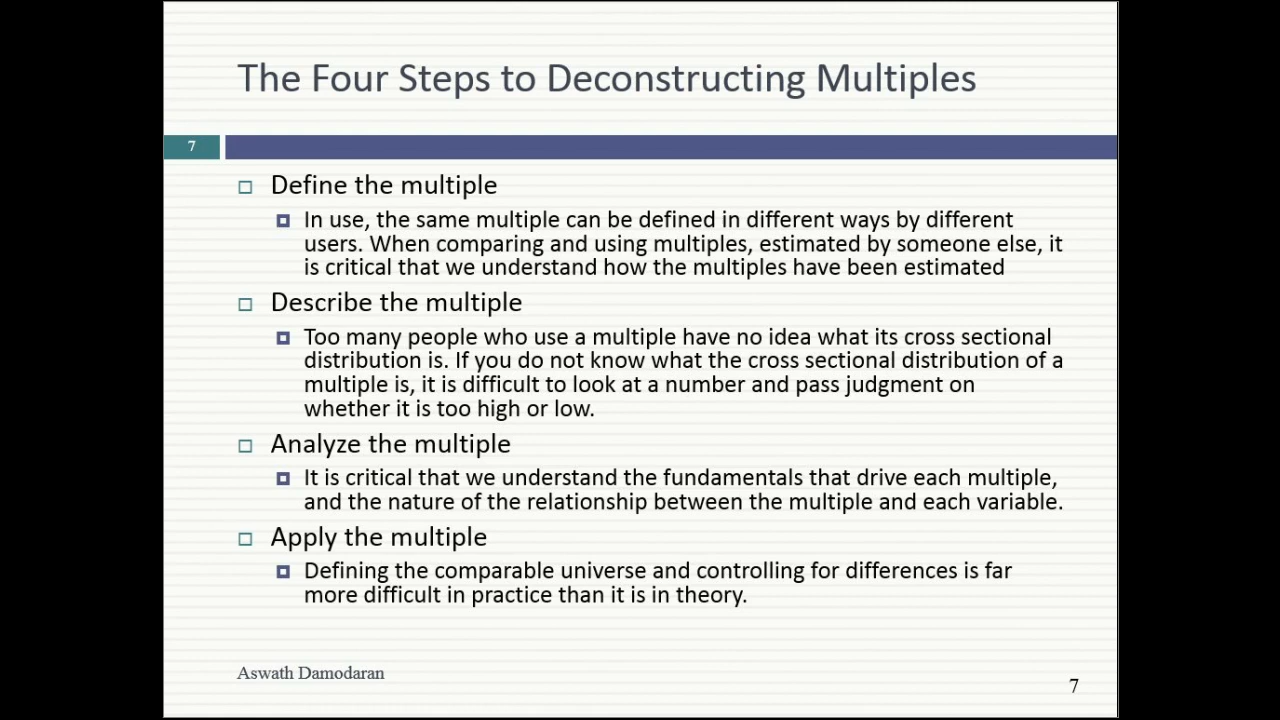 The Four Steps to Deconstructing Multiples
7
Define the multiple
In use, the same multiple can be defined in different ways by different
users. When comparing and using multiples, estimated by someone else, it
is critical that we understand how the multiples have been estimated
Describe the multiple
Too many people who use a multiple have no idea what its cross sectional
distribution is. If you do not know what the cross sectional distribution of a
multiple is, it is difficult to look at a number and pass judgment on
whether it is too high or low.
Analyze the multiple
It is critical that we understand the fundamentals that drive each multiple,
and the nature of the relationship between the multiple and each variable.
Apply the multiple
Defining the comparable universe and controlling for differences is far
more difficult in practice than it is in theory.
Aswath Damodaran
7